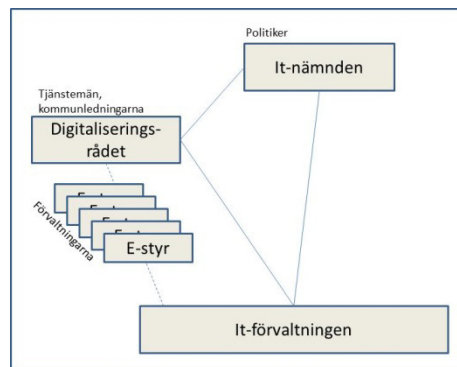 Politiker
It-nämnden
Tjänstemän,
kommunledningarna
Digitaliserings-
rådet
Förvaltningarna
E-styr
It-förvaltningen